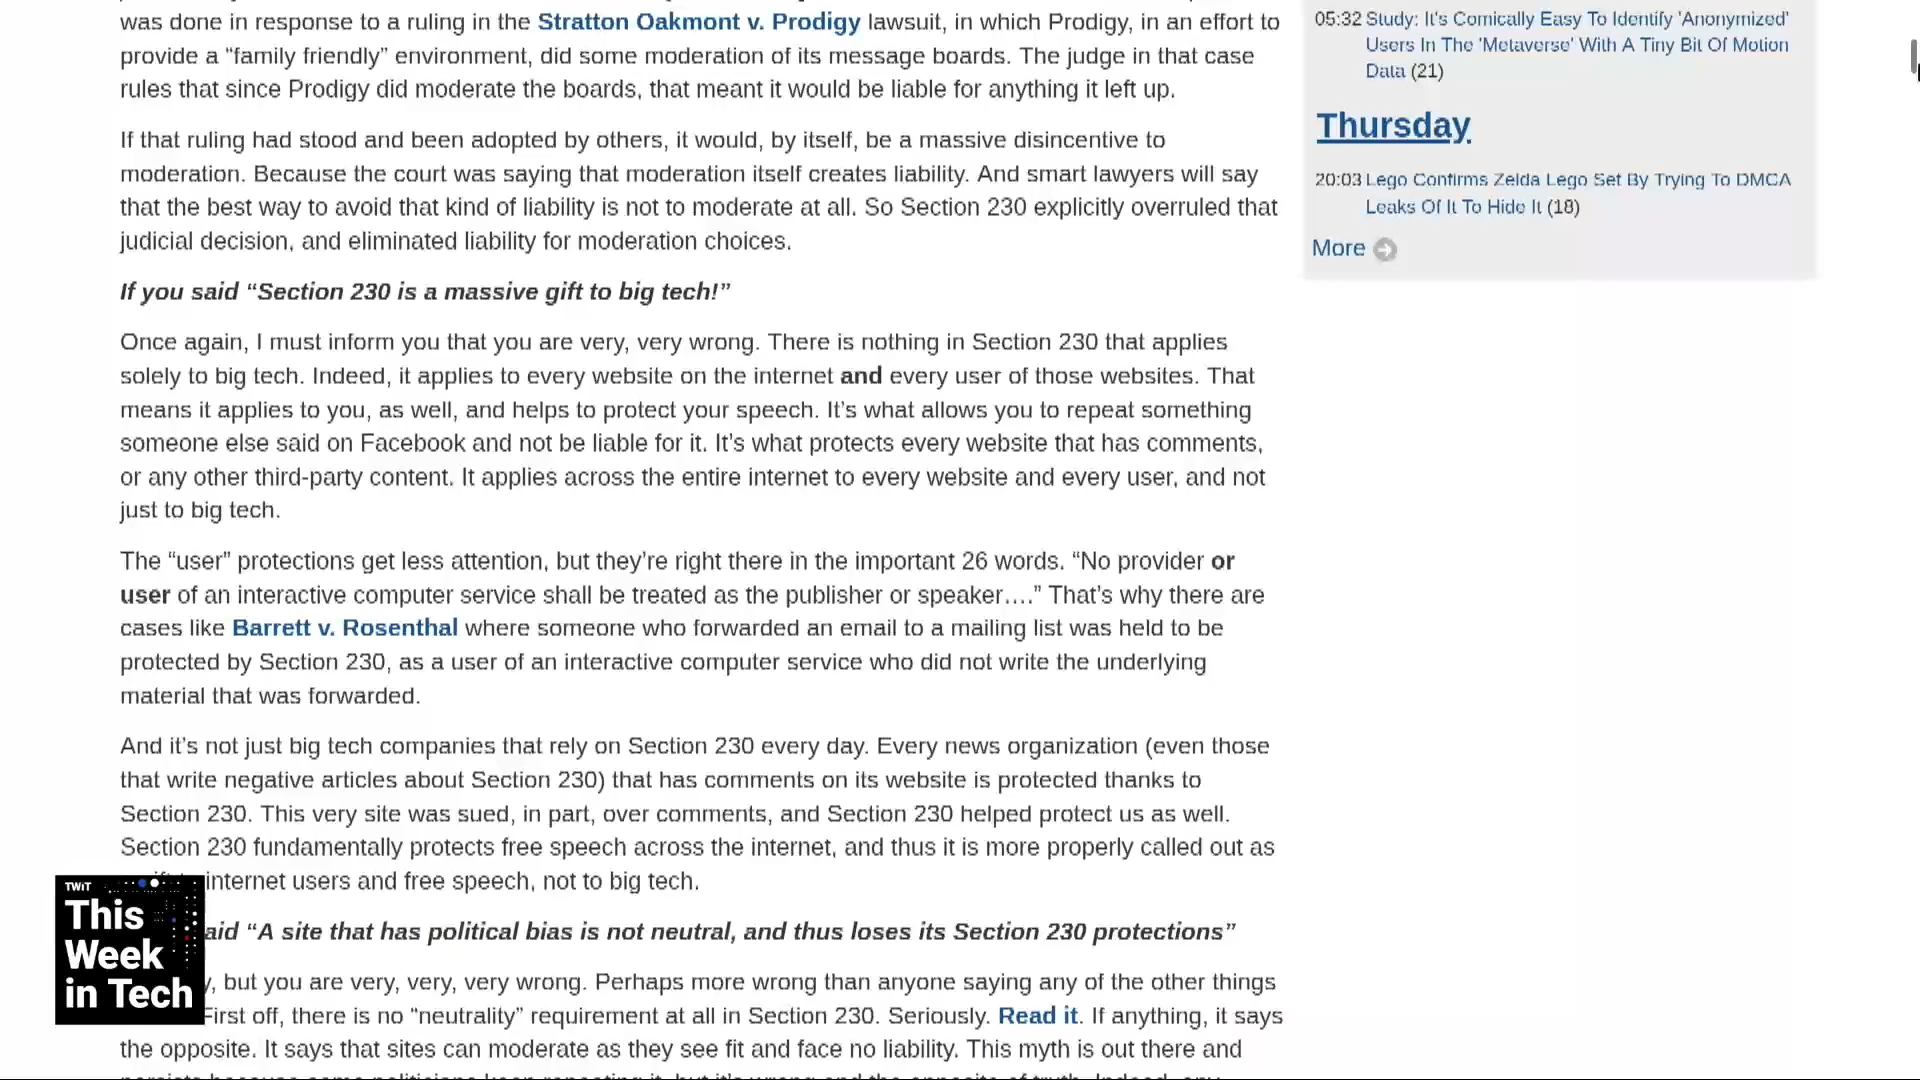 was done in response to a ruling in the Stratton Oakmont v. Prodigy lawsuit, in which Prodigy, in an effort to
provide a “family friendly” environment, did some moderation of its message boards. The judge in that case
rules that since Prodigy did moderate the boards, that meant it would be liable for anything it left up.
If that ruling had stood and been adopted by others, it would, by itself, be a massive disincentive to
moderation. Because the court was saying that moderation itself creates liability. And smart lawyers will say
that the best way to avoid that kind of liability is not to moderate at all. So Section 230 explicitly overruled that
judicial decision, and eliminated liability for moderation choices.
If you said “Section 230 is a massive gift to big tech!”
Once again, I must inform you that you are very, very wrong. There is nothing in Section 230 that applies
solely to big tech. Indeed, it applies to every website on the internet and every user of those websites. That
means it applies to you, as well, and helps to protect your speech. It’s what allows you to repeat something
someone else said on Facebook and not be liable for it. It’s what protects every website that has comments,
or any other third-party content. It applies across the entire internet to every website and every user, and not
just to big tech.
The “user” protections get less attention, but they’re right there in the important 26 words. “No provider or
user of an interactive computer service shall be treated as the publisher or speaker….” That’s why there are
cases like Barrett v. Rosenthal where someone who forwarded an email to a mailing list was held to be
protected by Section 230, as a user of an interactive computer service who did not write the underlying
material that was forwarded.
And it’s not just big tech companies that rely on Section 230 every day. Every news organization (even those
that write negative articles about Section 230) that has comments on its website is protected thanks to
Section 230. This very site was sued, in part, over comments, and Section 230 helped protect us as well.
Section 230 fundamentally protects free speech across the internet, and thus it is more properly called out as
internet users and free speech, not to big tech.
aid “A site that has political bias is not neutral, and thus loses its Section 230 protections”
y, but you are very, very, very wrong. Perhaps more wrong than anyone saying any of the other things
First off, there is no “neutrality” requirement at all in Section 230. Seriously. Read it. If anything, it says
the opposite. It says that sites can moderate as they see fit and face no liability. This myth is out there and
05:32 Study: It's Comically Easy To Identify 'Anonymized'
Users In The 'Metaverse' With A Tiny Bit Of Motion
Data (21)
Thursday
20:03 Lego Confirms Zelda Lego Set By Trying To DMCA
Leaks Of It To Hide It (18)
More
TWiT
This
Week
in Tech